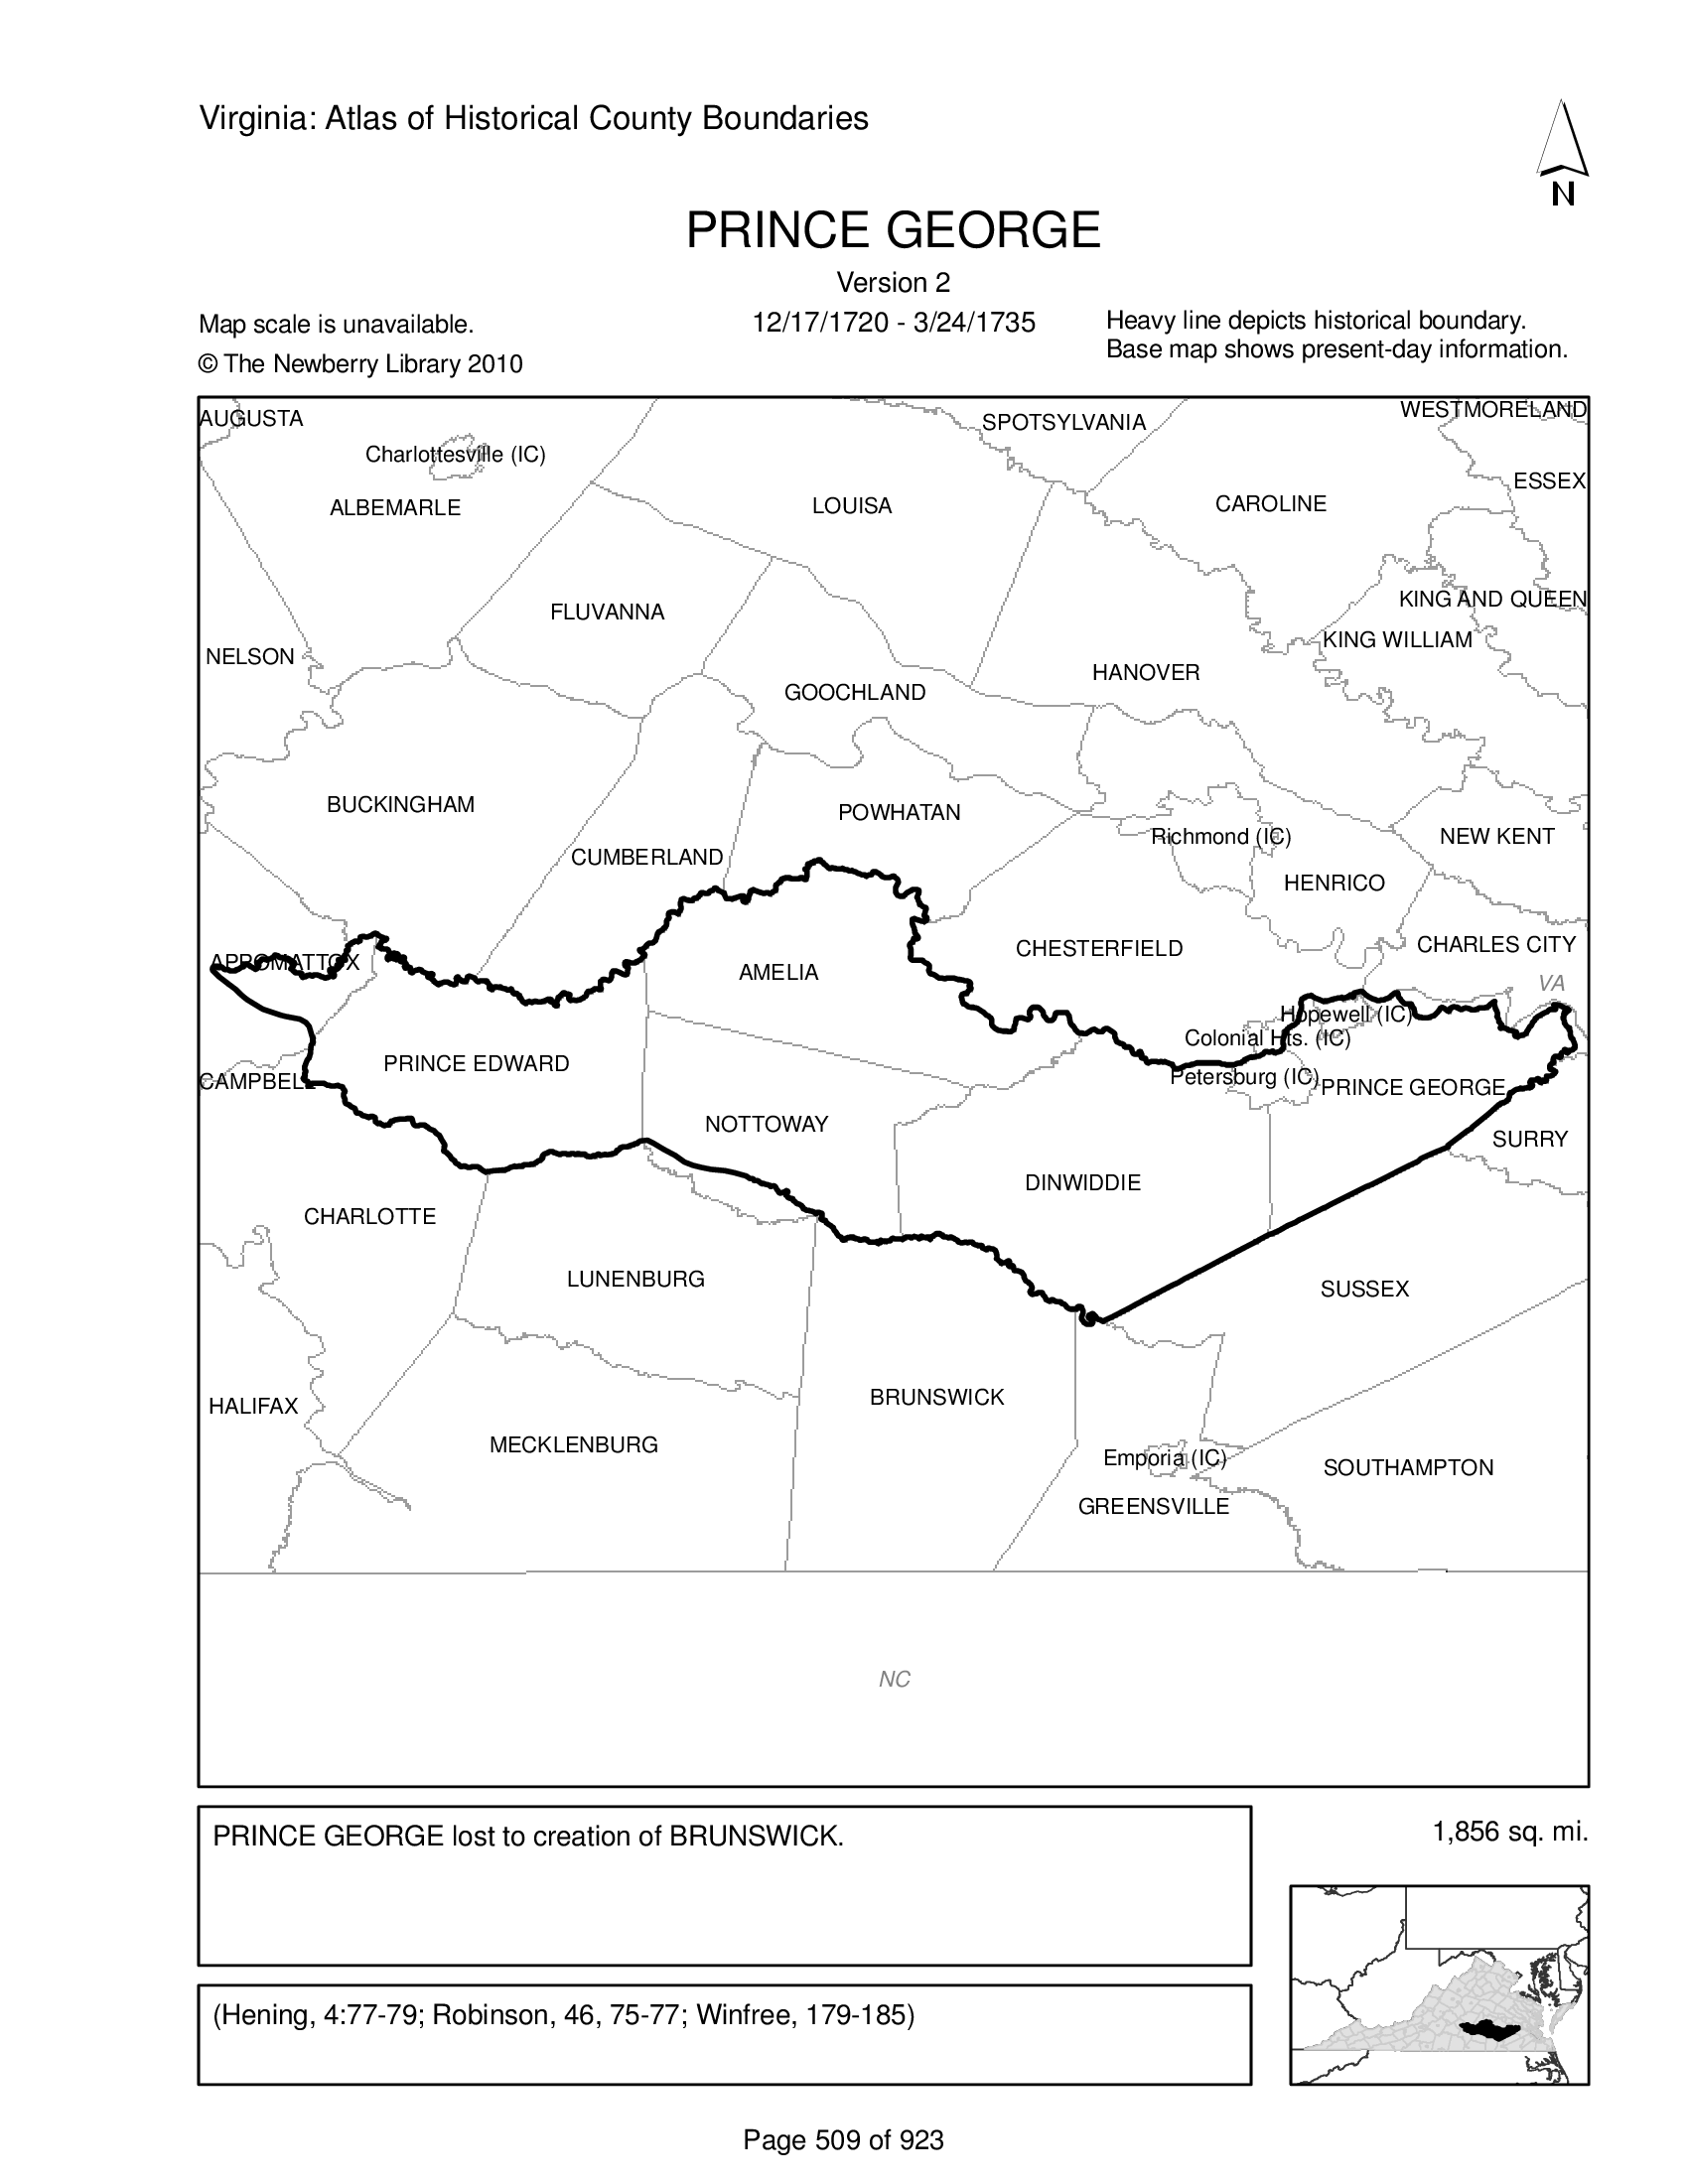 Virginia: Atlas of Historical County Boundaries
N
PRINCE GEORGE
Version 2
12/17/1720 - 3/24/1735
Map scale is unavailable.
© The Newberry Library 2010
Heavy line depicts historical boundary.
Base map shows present-day information.
AUGUSTA
SPOTSYLVANIA
WESTMORELAND
Charlottesville (IC)
ESSEX
ALBEMARLE
LOUISA
CAROLINE
FLUVANNA
KING AND QUEEN
KING WILLIAM
NELSON
HANOVER
GOOCHLAND
BUCKINGHAM
POWHATAN
Richmond (IC)
NEW KENT
CUMBERLAND
HENRICO
CHESTERFIELD
CHARLES CITY
APPOMATTOX
AMELIA
VA
Hopewell (IC)
Colonial Hts. (IC)
PRINCE EDWARD
Petersburg (IC)
CAMPBELL
PRINCE GEORGE
NOTTOWAY
SURRY
DINWIDDIE
CHARLOTTE
LUNENBURG
SUSSEX
BRUNSWICK
HALIFAX
MECKLENBURG
Emporia (IC)
SOUTHAMPTON
GREENSVILLE
NC
PRINCE GEORGE lost to creation of BRUNSWICK.
1,856 sq. mi.
(Hening, 4:77-79; Robinson, 46, 75-77; Winfree, 179-185)
Page 509 of 923